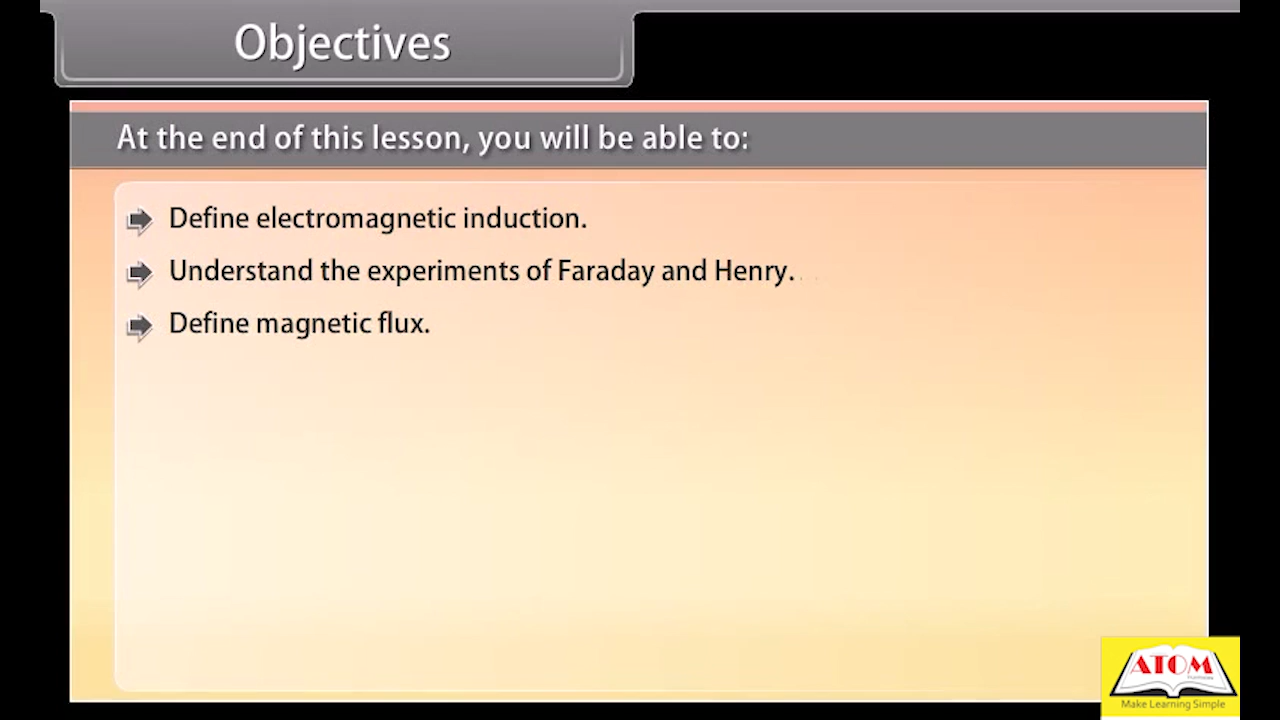 Objectives
At the end of this lesson, you will be able to:
Define electromagnetic induction.
Understand the experiments of Faraday and Henry.
Define magnetic flux.
ATOM
Make Learning Simple